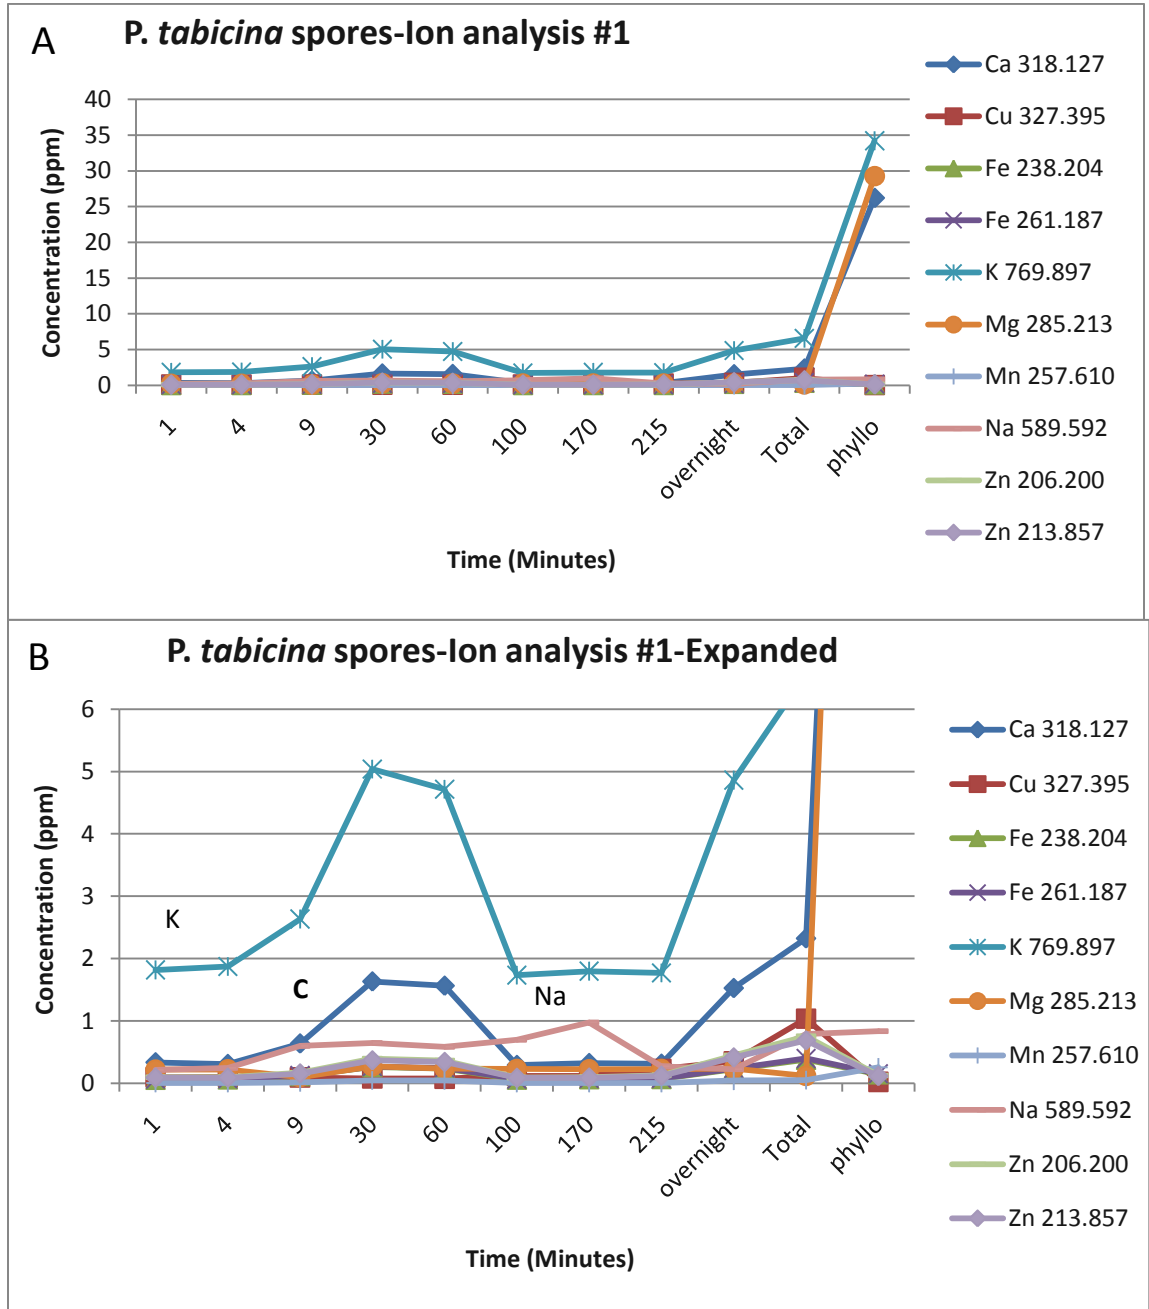 A
P. tabicina spores-Ion analysis #1
Concentration (ppm)
40
35
30
25
20
15
10
5
0
1 4 9 30 60 100 170 215 overnight Total phyllo
Time (Minutes)
Ca 318.127
Cu 327.395
Fe 238.204
Fe 261.187
K 769.897
Mg 285.213
Mn 257.610
Na 589.592
Zn 206.200
Zn 213.857
B
P. tabicina spores-Ion analysis #1-Expanded
Concentration (ppm)
6
5
4
3
2
1
0
K
C
Na
1 4 9 30 60 100 170 215 overnight Total phyllo
Time (Minutes)
Ca 318.127
Cu 327.395
Fe 238.204
Fe 261.187
K 769.897
Mg 285.213
Mn 257.610
Na 589.592
Zn 206.200
Zn 213.857